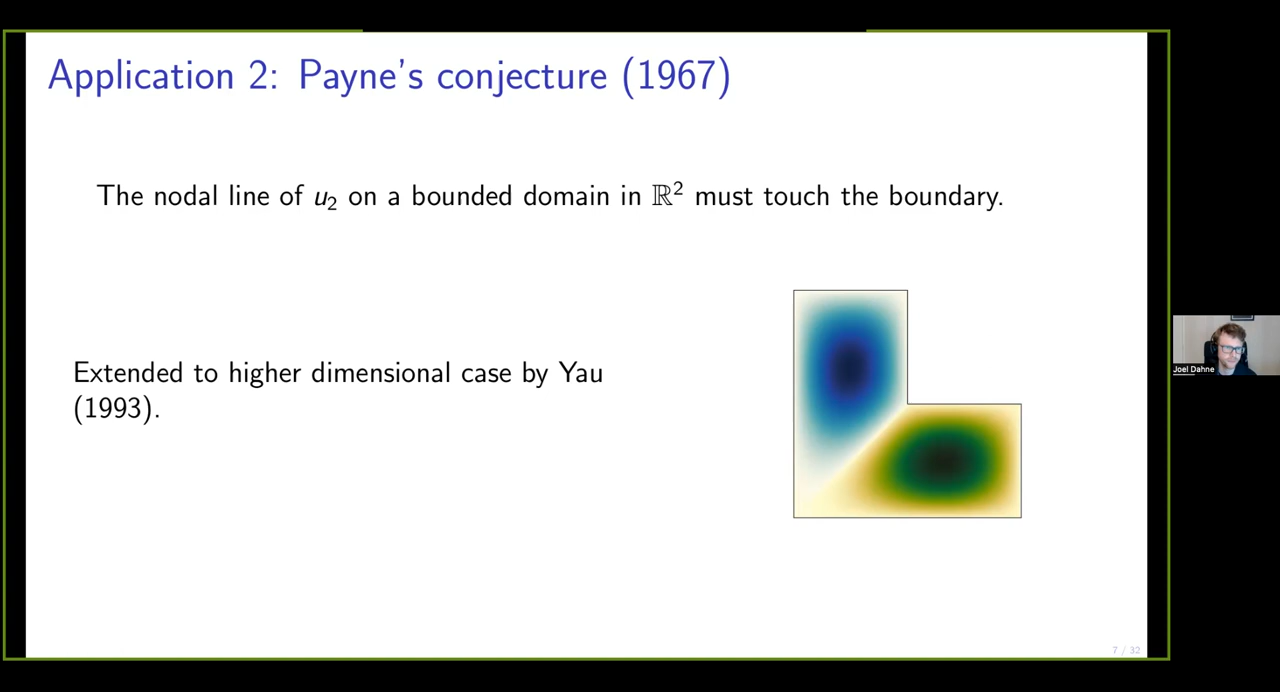 Application 2: Payne's conjecture (1967)
The nodal line of u₂ on a bounded domain in ℝ² must touch the boundary.
Extended to higher dimensional case by Yau
(1993).
Joel Dahne
7 / 32